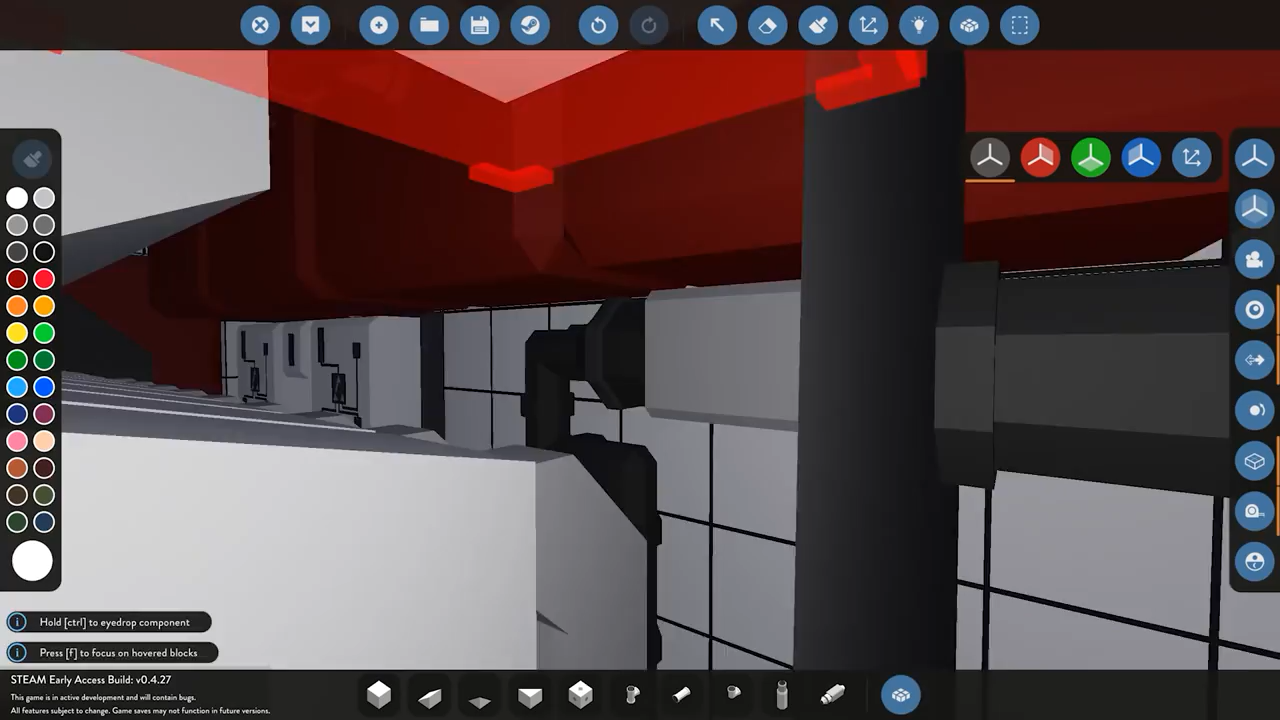 Hold [ctrl] to eyedrop component
Press [f] to focus on hovered blocks
STEAM Early Access Build: v0.4.27
This game is in active development and will contain bugs.
All features subject to change. Game saves may not function in future versions.